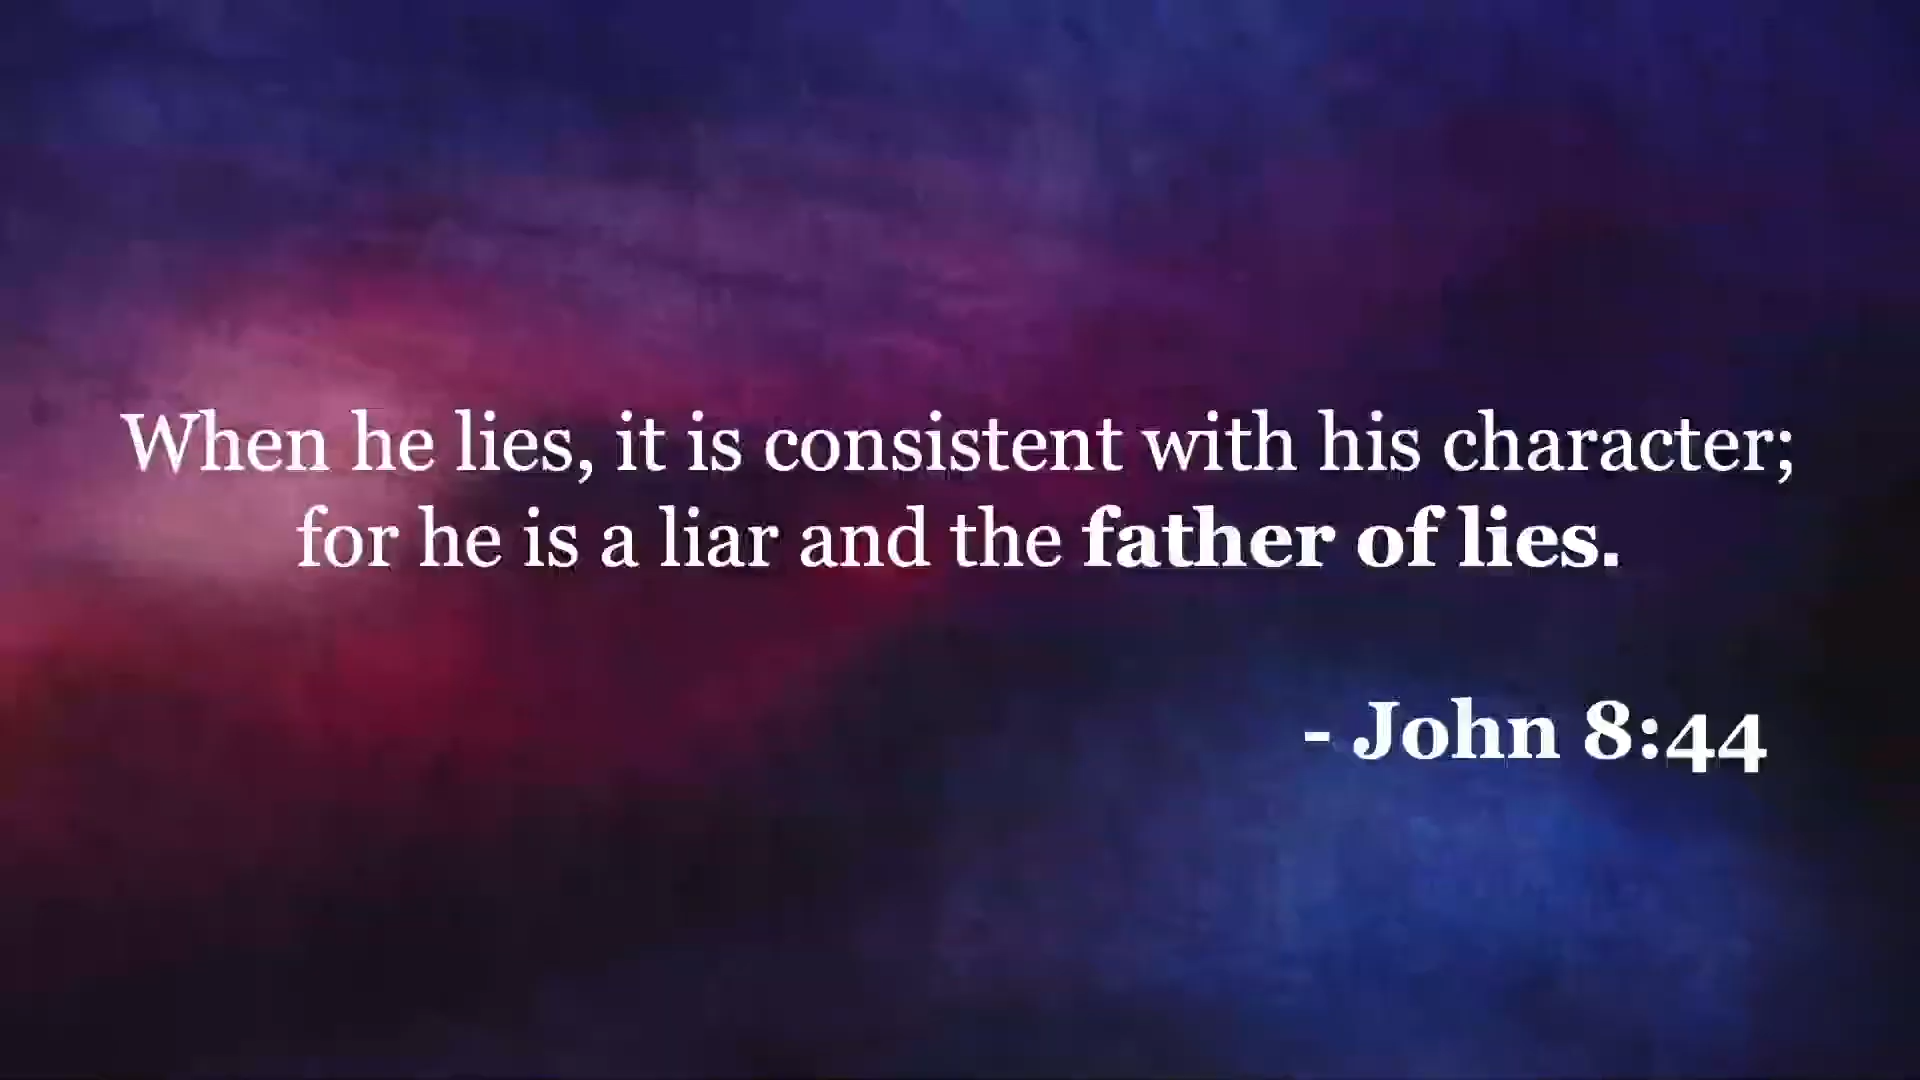 When he lies, it is consistent with his character;
for he is a liar and the father of lies.
- John 8:44